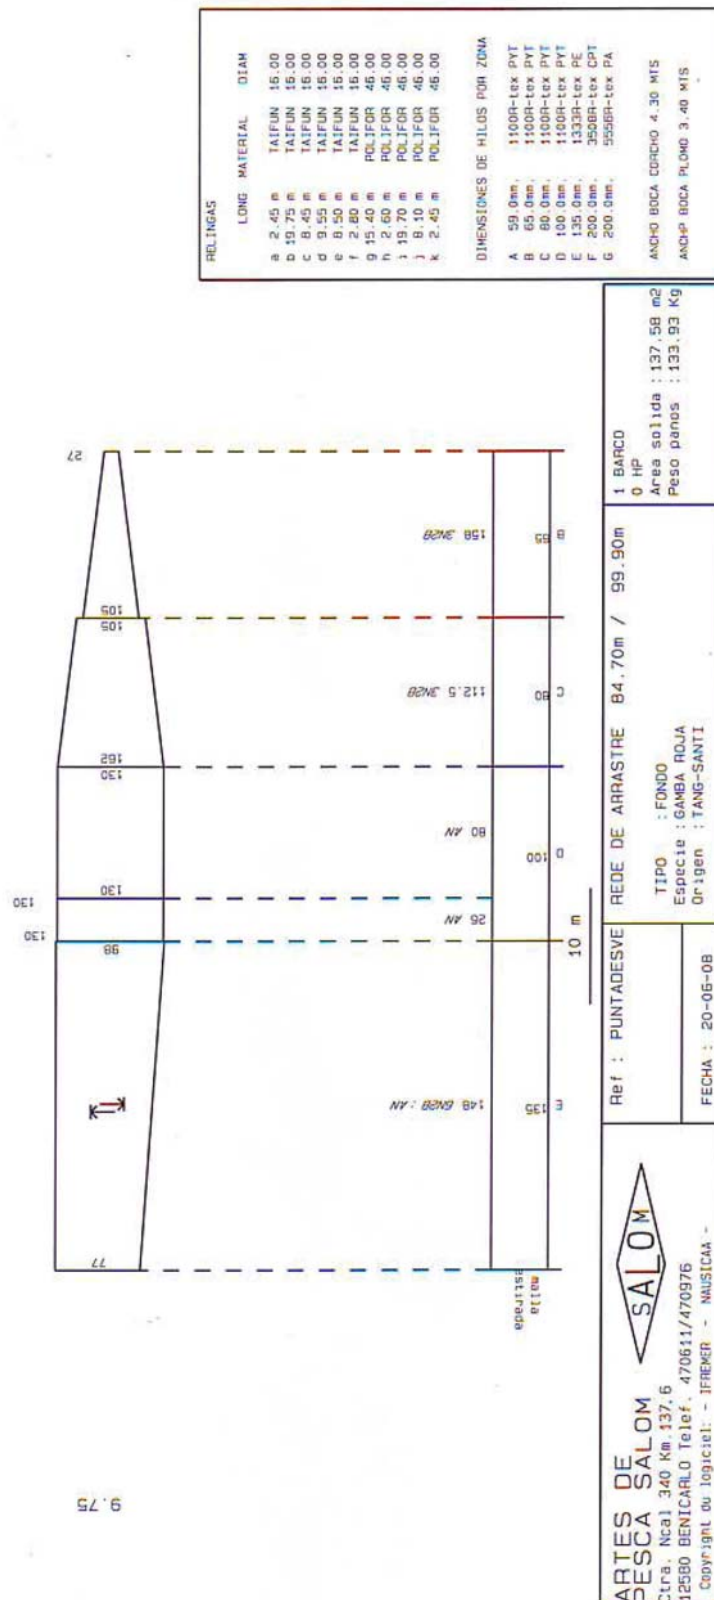 RELINGAS
LONG MATERIAL DIAM
a 2.45 m TAIFUN 16.00
b 19.75 m TAIFUN 16.00
c 8.45 m TAIFUN 16.00
d 9.55 m TAIFUN 16.00
e 8.50 m TAIFUN 16.00
f 2.80 m TAIFUN 16.00
g 15.40 m POLIFOR 46.00
h 2.60 m POLIFOR 46.00
i 19.70 m POLIFOR 46.00
j 8.10 m POLIFOR 46.00
k 2.45 m POLIFOR 46.00
DIMENSIONES DE HILOS POR ZONA
A 59.0mm. 1100R-tex PYT
B 65.0mm. 1100R-tex PYT
C 80.0mm. 1100R-tex PYT
D 100.0mm. 1100R-tex PYT
E 135.0mm. 1333R-tex PE
F 200.0mm. 3508R-tex CPT
G 200.0mm. 5556R-tex PA
ANCHO BOCA CORCHO 4.30 MTS
ANCHP BOCA PLOMO 3.40 MTS
27
105
105
162
130
130
130
130
98
77
9.75
158 3N2B
112.5 3N2B
80 AN
26 AN
148 6N2B : AN
65 B
80 C
100 D
135 E
malla
estirada
10 m
1 BARCO
0 HP
Area solida : 137.58 m2
Peso panos : 133.93 Kg
REDE DE ARRASTRE 84.70m / 99.90m
TIPO : FONDO
Especie : GAMBA ROJA
Origen : TANG-SANTI
Ref : PUNTADESVE
FECHA : 20-06-08
ARTES DE
PESCA SALOM
SALOM
Ctra. Ncal 340 Km.137,6
12580 BENICARLO Telef. 470611/470976
Copyright du logiciel: - IFREMER - NAUSICAA -